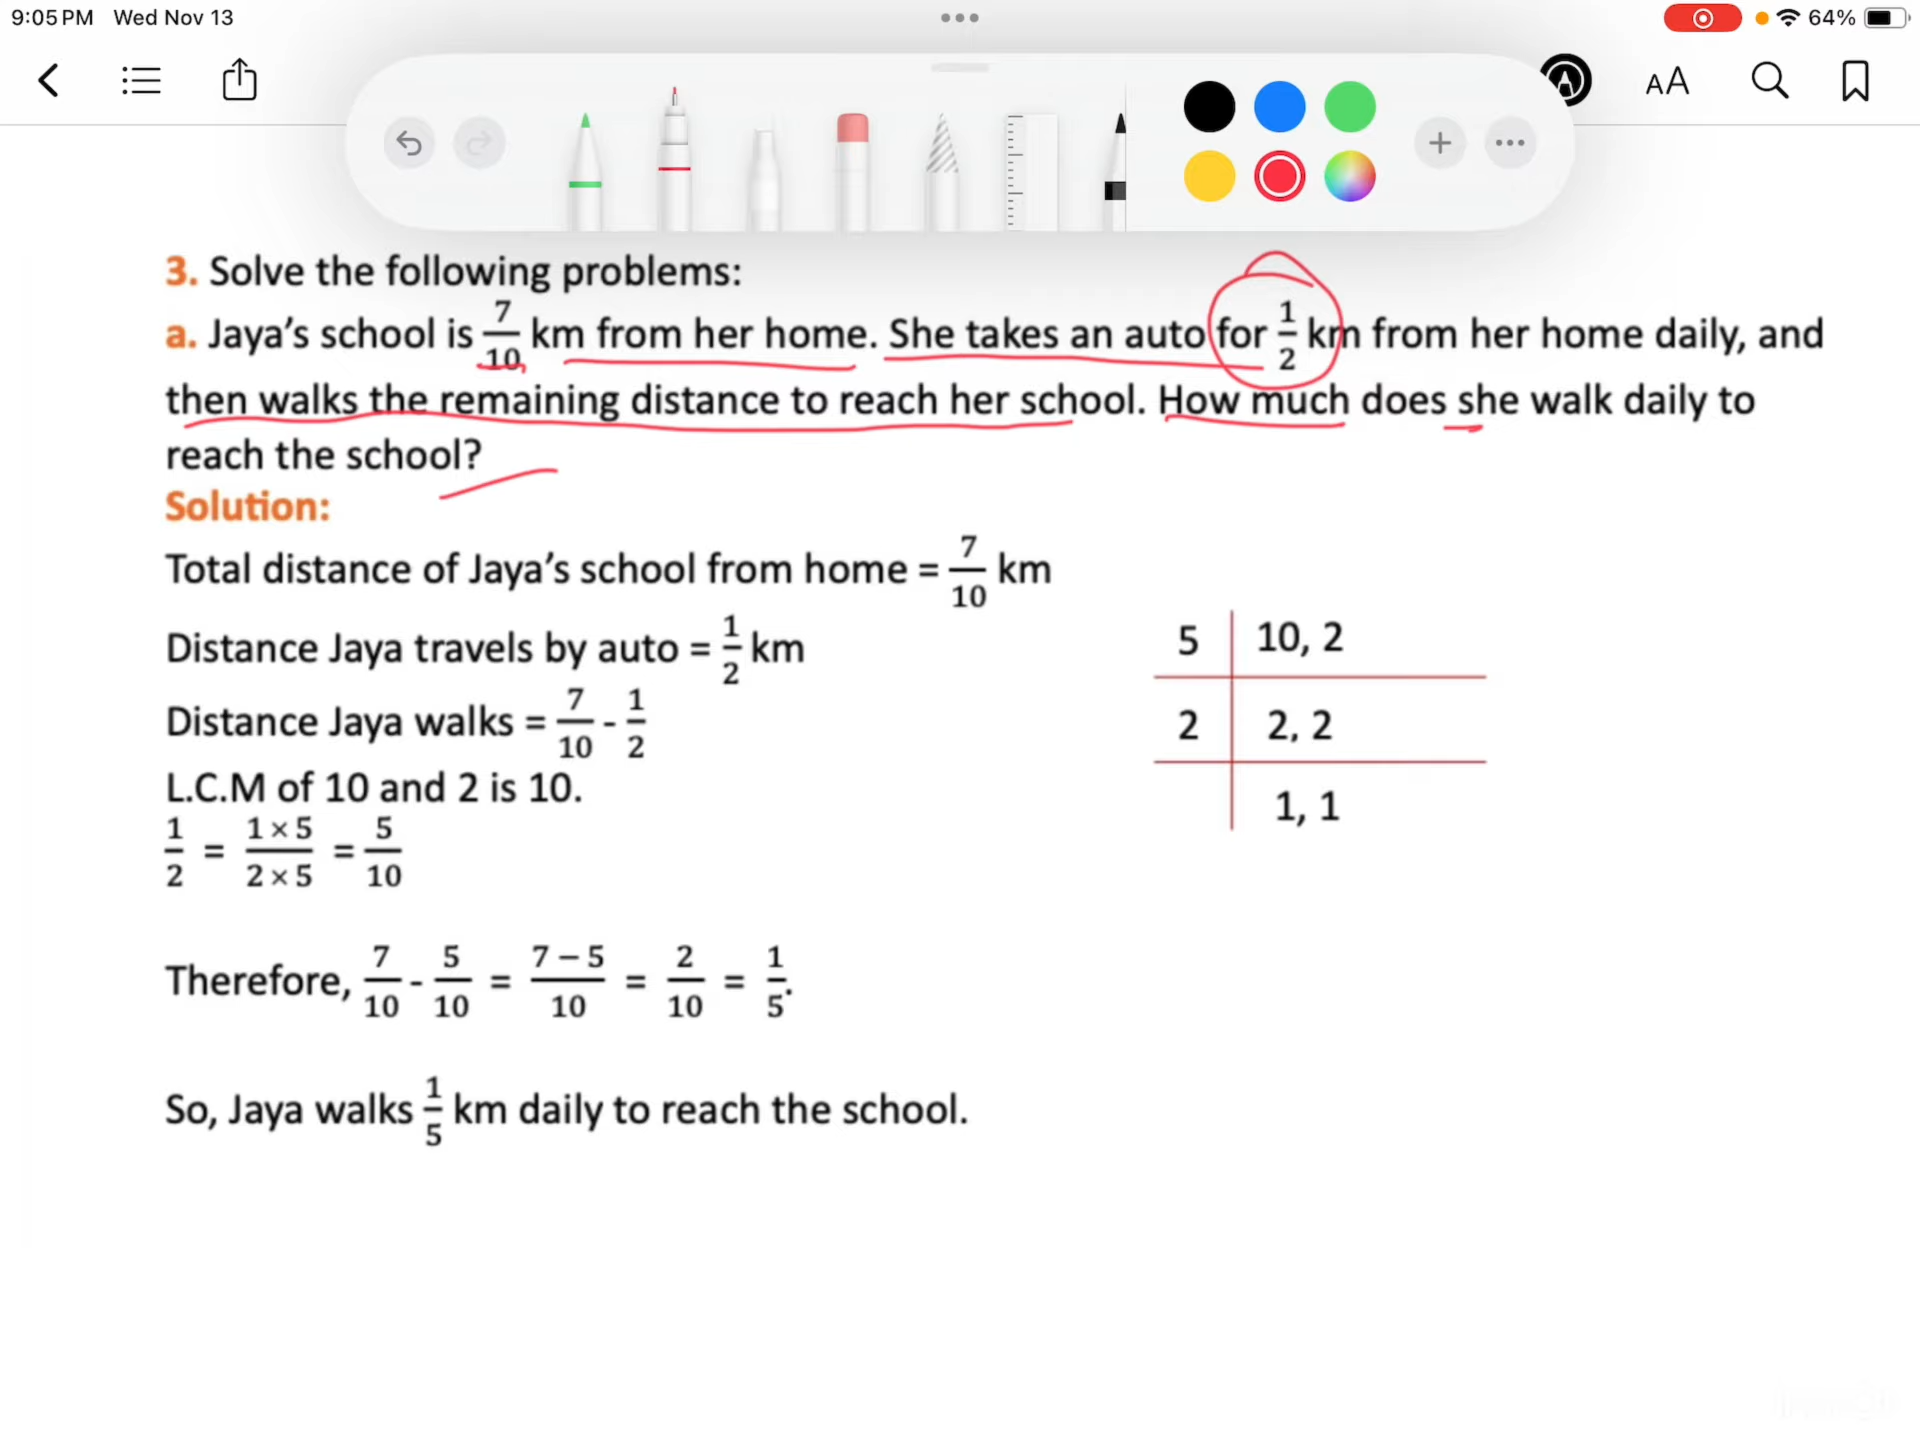 9:05 PM Wed Nov 13
64%
AA
3. Solve the following problems:
a. Jaya's school is 7/10 km from her home. She takes an auto for 1/2 km from her home daily, and
then walks the remaining distance to reach her school. How much does she walk daily to
reach the school?
Solution:
Total distance of Jaya's school from home = 7/10 km
Distance Jaya travels by auto = 1/2 km
Distance Jaya walks = 7/10 - 1/2
L.C.M of 10 and 2 is 10.
1/2 = 1 × 5/2 × 5 = 5/10
Therefore, 7/10 - 5/10 = 7 – 5/10 = 2/10 = 1/5.
So, Jaya walks 1/5 km daily to reach the school.
5 10, 2
2 2, 2
1, 1